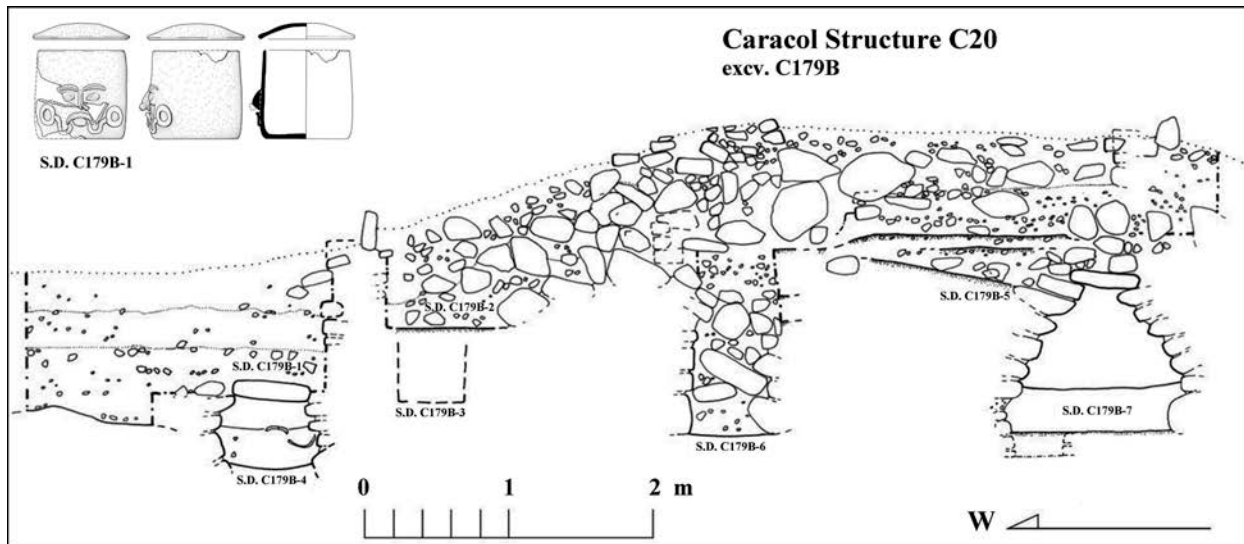 Caracol Structure C20
excv. C179B
S.D. C179B-1
S.D. C179B-2
S.D. C179B-5
S.D. C179B-1
S.D. C179B-3
S.D. C179B-7
S.D. C179B-6
S.D. C179B-4
0 1 2 m
W